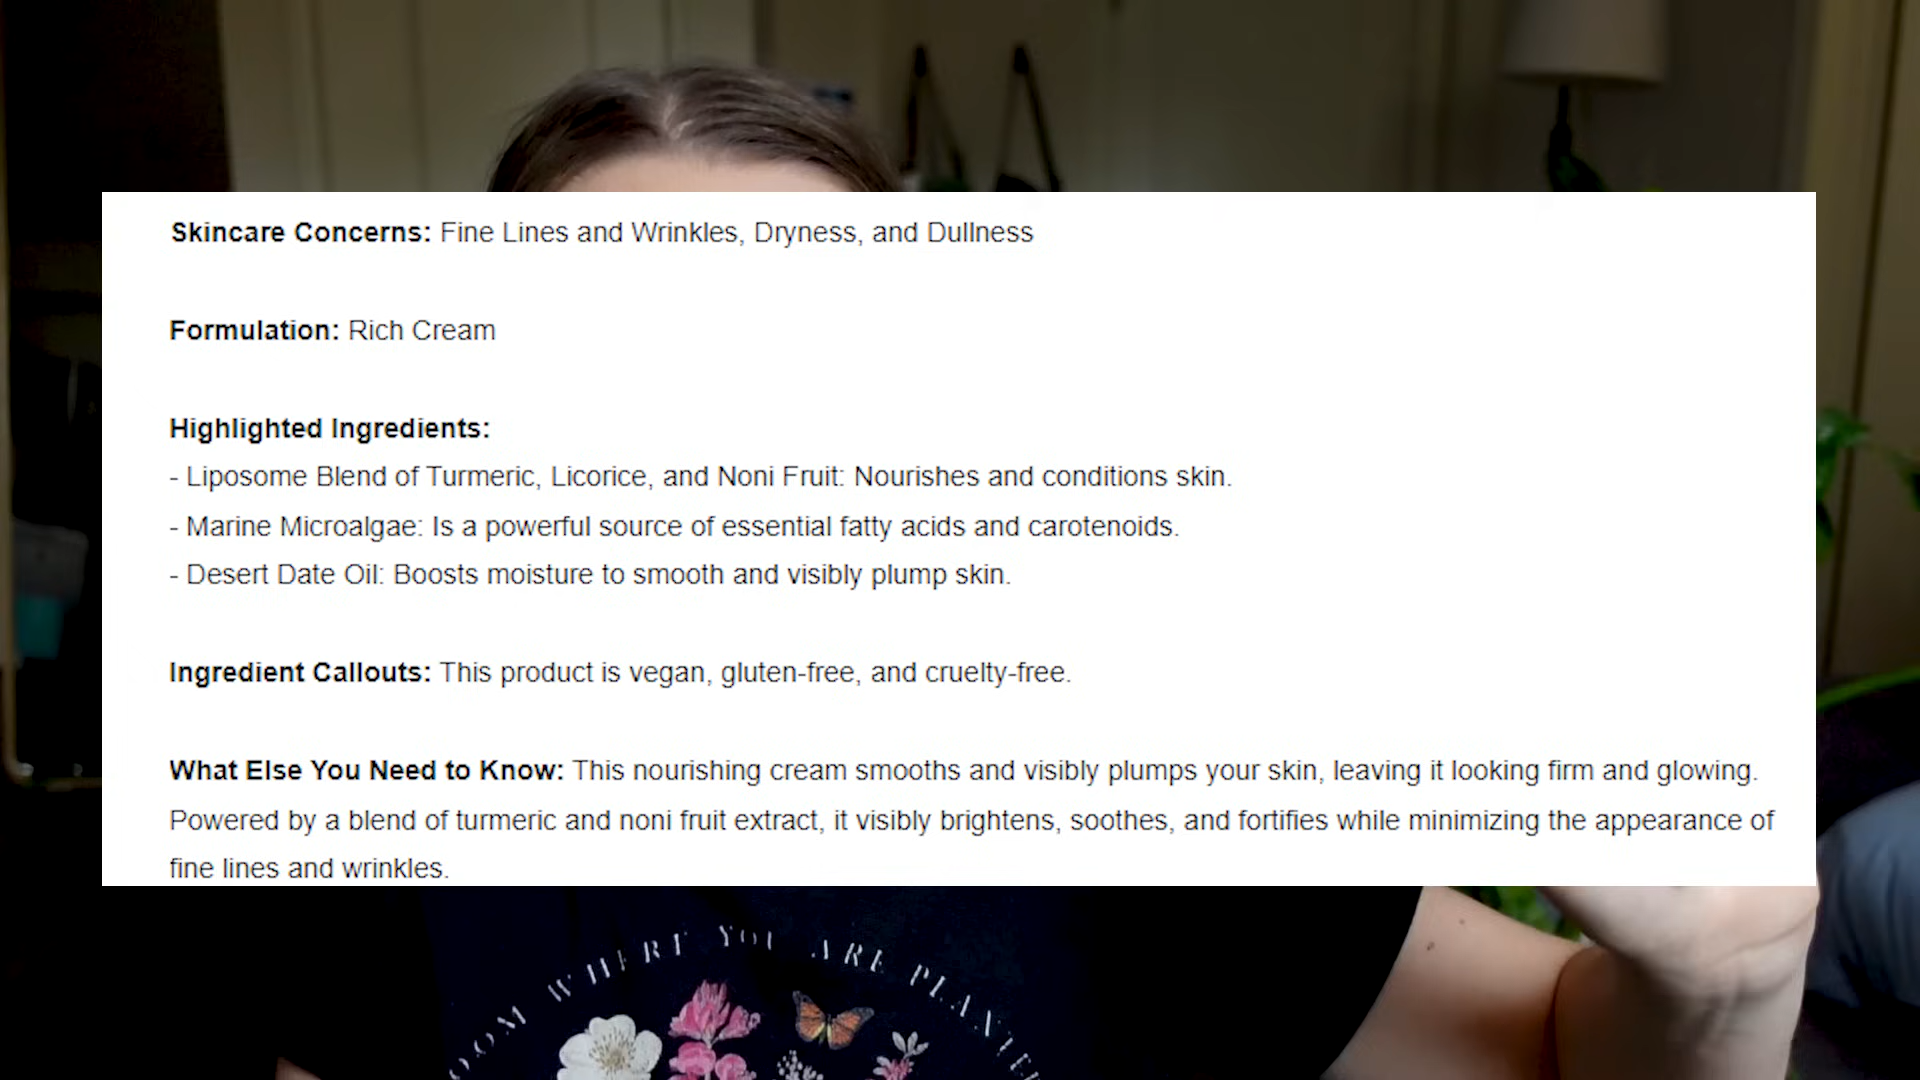 Skincare Concerns: Fine Lines and Wrinkles, Dryness, and Dullness
Formulation: Rich Cream
Highlighted Ingredients:
- Liposome Blend of Turmeric, Licorice, and Noni Fruit: Nourishes and conditions skin.
- Marine Microalgae: Is a powerful source of essential fatty acids and carotenoids.
- Desert Date Oil: Boosts moisture to smooth and visibly plump skin.
Ingredient Callouts: This product is vegan, gluten-free, and cruelty-free.
What Else You Need to Know: This nourishing cream smooths and visibly plumps your skin, leaving it looking firm and glowing.
Powered by a blend of turmeric and noni fruit extract, it visibly brightens, soothes, and fortifies while minimizing the appearance of
fine lines and wrinkles.
WHERE YOU ARE